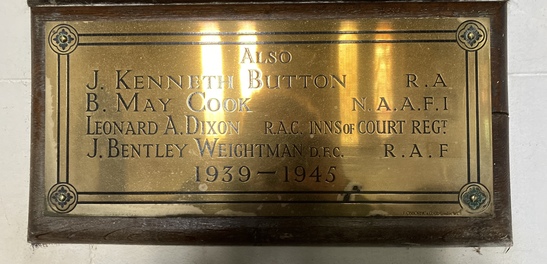 ALSO
J. KENNETH BUTTON R.A
B. MAY COOK N.A.A.F.I
LEONARD A. DIXON R.A.C. INNS OF COURT REGT.
J. BENTLEY WEIGHTMAN D.F.C. R.A.F
1939 – 1945